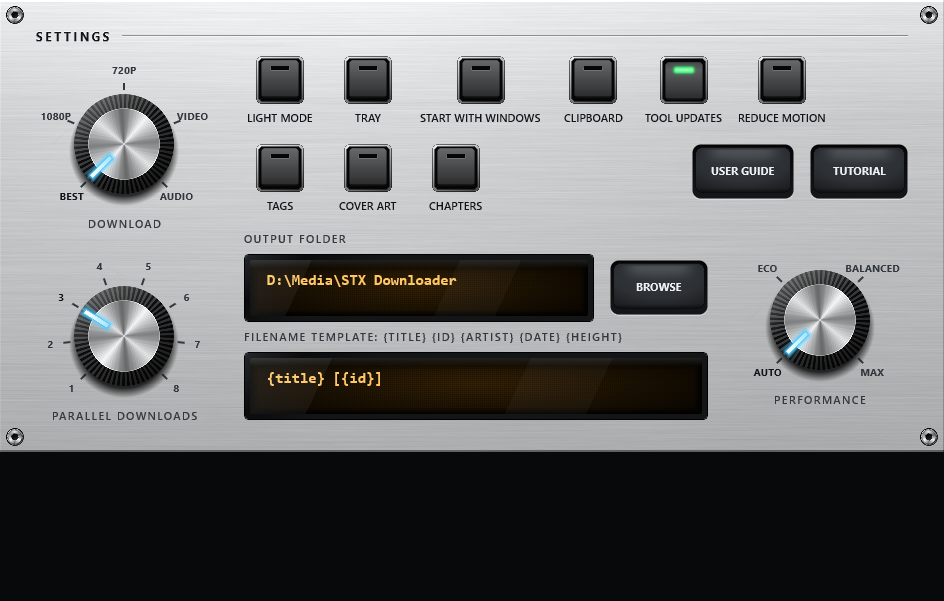 SETTINGS
720P
1080P
VIDEO
BEST
AUDIO
DOWNLOAD
LIGHT MODE
TRAY
START WITH WINDOWS
CLIPBOARD
TOOL UPDATES
REDUCE MOTION
TAGS
COVER ART
CHAPTERS
USER GUIDE
TUTORIAL
OUTPUT FOLDER
D:\Media\STX Downloader
BROWSE
FILENAME TEMPLATE: {TITLE} {ID} {ARTIST} {DATE} {HEIGHT}
{title} [{id}]
4
5
3
6
2
7
1
8
PARALLEL DOWNLOADS
ECO
BALANCED
AUTO
MAX
PERFORMANCE